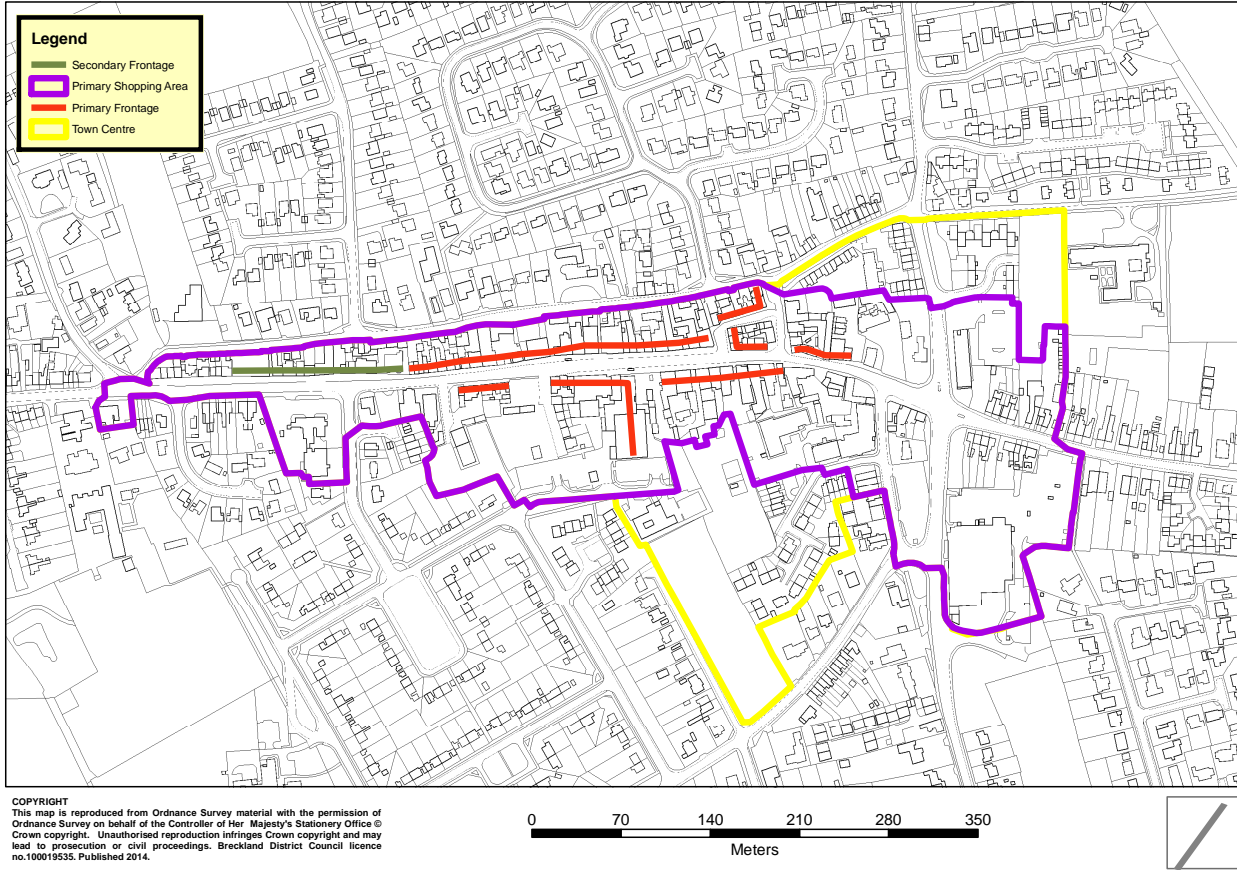 Legend
Secondary Frontage
Primary Shopping Area
Primary Frontage
Town Centre
COPYRIGHT
This map is reproduced from Ordnance Survey material with the permission of
Ordnance Survey on behalf of the Controller of Her Majesty's Stationery Office ©
Crown copyright. Unauthorised reproduction infringes Crown copyright and may
lead to prosecution or civil proceedings. Breckland District Council licence
no.100019535. Published 2014.
0 70 140 210 280 350
Meters